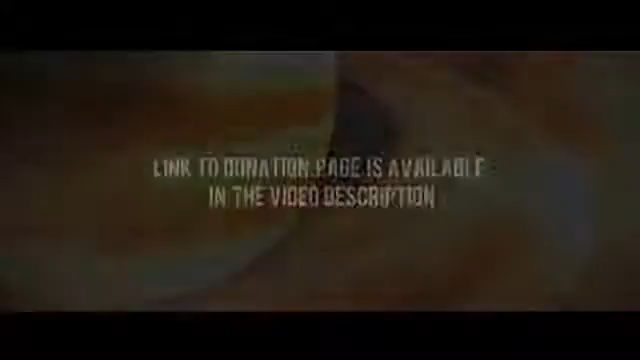 LINK TO DONATION PAGE IS AVAILABLE
IN THE VIDEO DESCRIPTION